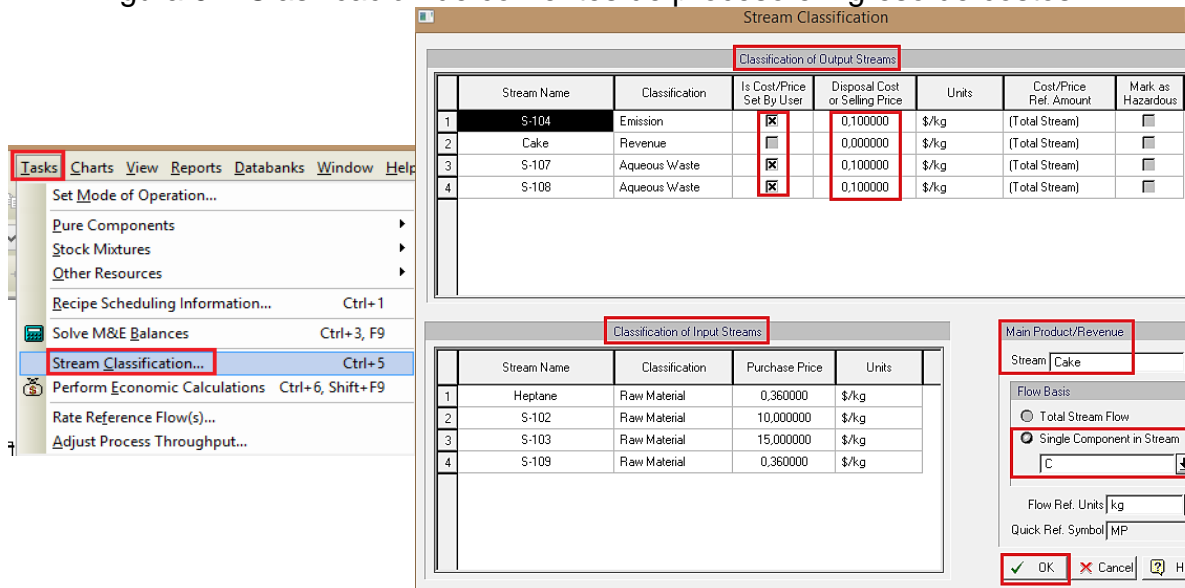 Stream Classification
Classification of Output Streams
Stream Name Classification Is Cost/Price Set By User Disposal Cost or Selling Price Units Cost/Price Ref. Amount Mark as Hazardous
1 S-104 Emission 0,100000 $/kg (Total Stream)
2 Cake Revenue 0,000000 $/kg (Total Stream)
3 S-107 Aqueous Waste 0,100000 $/kg (Total Stream)
4 S-108 Aqueous Waste 0,100000 $/kg (Total Stream)
Tasks Charts View Reports Databanks Window Help
Set Mode of Operation...
Pure Components
Stock Mixtures
Other Resources
Recipe Scheduling Information... Ctrl+1
Solve M&E Balances Ctrl+3, F9
Stream Classification... Ctrl+5
Perform Economic Calculations Ctrl+6, Shift+F9
Rate Reference Flow(s)...
Adjust Process Throughput...
Classification of Input Streams
Stream Name Classification Purchase Price Units
1 Heptane Raw Material 0,360000 $/kg
2 S-102 Raw Material 10,000000 $/kg
3 S-103 Raw Material 15,000000 $/kg
4 S-109 Raw Material 0,360000 $/kg
Main Product/Revenue
Stream Cake
Flow Basis
Total Stream Flow
Single Component in Stream
C
Flow Ref. Units kg
Quick Ref. Symbol MP
OK Cancel H